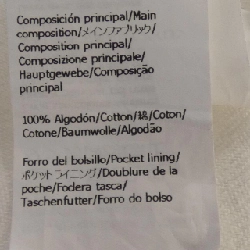 Composición principal/Main
composition/メインファブリック/
Composition principal/
Composizione principale/
Hauptgewebe/Composição
principal
100% Algodón/Cotton/綿/Coton/
Cotone/Baumwolle/Algodão
Forro del bolsillo/Pocket lining/
ポケットライニング/Doublure de la
poche/Fodera tasca/
Taschenfutter/Forro do bolso